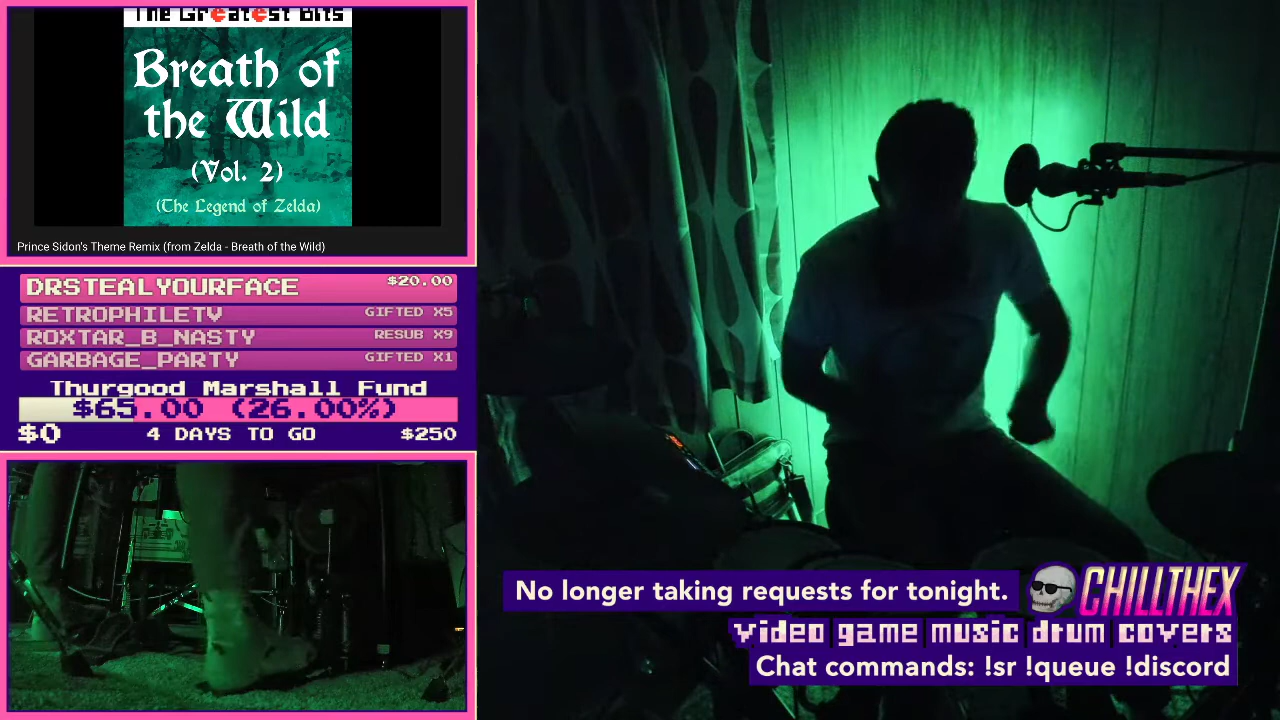 The Greatest Bits
Breath of
the Wild
(Vol. 2)
(The Legend of Zelda)
Prince Sidon's Theme Remix (from Zelda - Breath of the Wild)
DRSTEALYOURFACE $20.00
RETROPHILETV GIFTED X5
ROXTAR_B_NASTY RESUB X9
GARBAGE_PARTY GIFTED X1
Thurgood Marshall Fund
$65.00 (26.00%)
$0 4 DAYS TO GO $250
No longer taking requests for tonight.
CHILLTHEX
video game music drum covers
Chat commands: !sr !queue !discord